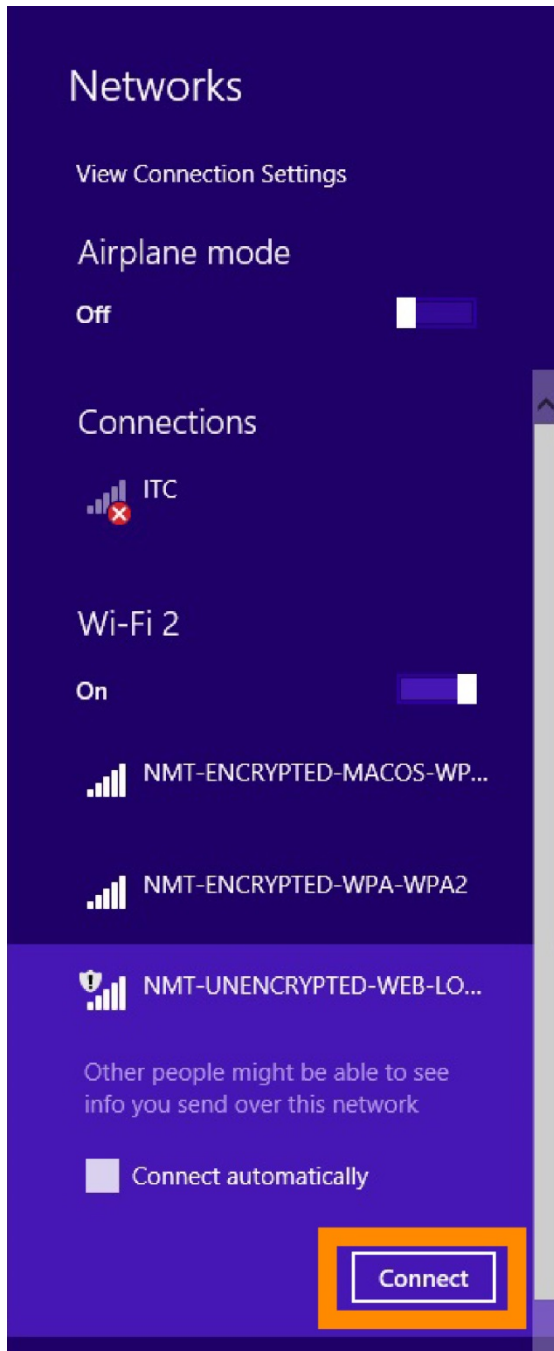 Networks
View Connection Settings
Airplane mode
Off
Connections
ITC
Wi-Fi 2
On
NMT-ENCRYPTED-MACOS-WP...
NMT-ENCRYPTED-WPA-WPA2
NMT-UNENCRYPTED-WEB-LO...
Other people might be able to see
info you send over this network
Connect automatically
Connect